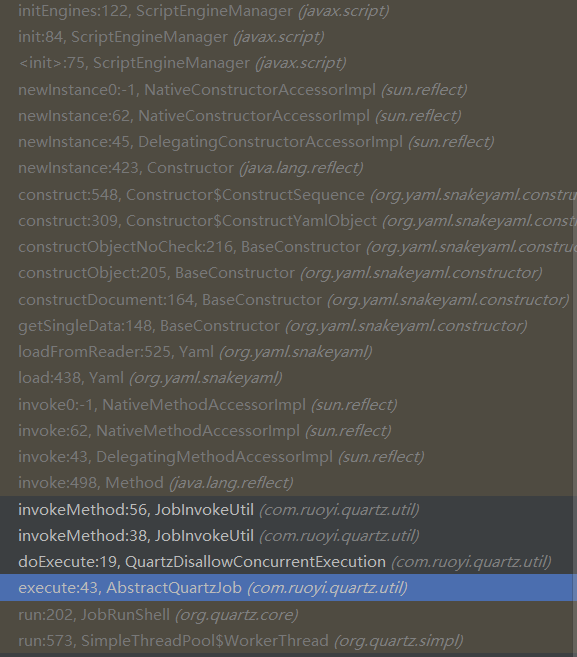 initEngines:122, ScriptEngineManager (javax.script)
init:84, ScriptEngineManager (javax.script)
<init>:75, ScriptEngineManager (javax.script)
newInstance0:-1, NativeConstructorAccessorImpl (sun.reflect)
newInstance:62, NativeConstructorAccessorImpl (sun.reflect)
newInstance:45, DelegatingConstructorAccessorImpl (sun.reflect)
newInstance:423, Constructor (java.lang.reflect)
construct:548, Constructor$ConstructSequence (org.yaml.snakeyaml.constru
construct:309, Constructor$ConstructYamlObject (org.yaml.snakeyaml.const
constructObjectNoCheck:216, BaseConstructor (org.yaml.snakeyaml.construc
constructObject:205, BaseConstructor (org.yaml.snakeyaml.constructor)
constructDocument:164, BaseConstructor (org.yaml.snakeyaml.constructor)
getSingleData:148, BaseConstructor (org.yaml.snakeyaml.constructor)
loadFromReader:525, Yaml (org.yaml.snakeyaml)
load:438, Yaml (org.yaml.snakeyaml)
invoke0:-1, NativeMethodAccessorImpl (sun.reflect)
invoke:62, NativeMethodAccessorImpl (sun.reflect)
invoke:43, DelegatingMethodAccessorImpl (sun.reflect)
invoke:498, Method (java.lang.reflect)
invokeMethod:56, JobInvokeUtil (com.ruoyi.quartz.util)
invokeMethod:38, JobInvokeUtil (com.ruoyi.quartz.util)
doExecute:19, QuartzDisallowConcurrentExecution (com.ruoyi.quartz.util)
execute:43, AbstractQuartzJob (com.ruoyi.quartz.util)
run:202, JobRunShell (org.quartz.core)
run:573, SimpleThreadPool$WorkerThread (org.quartz.simpl)